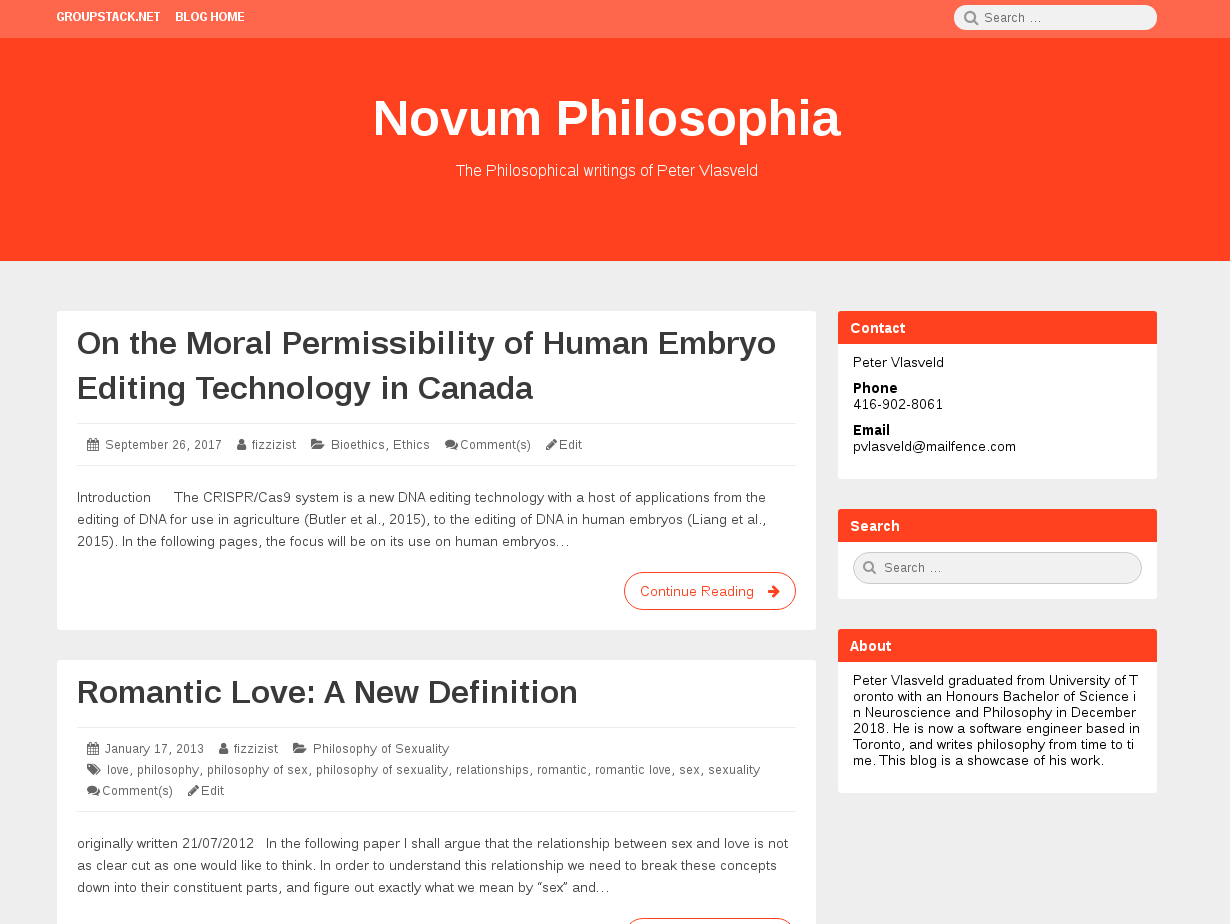 GROUPSTACK.NET BLOG HOME Search …
Novum Philosophia
The Philosophical writings of Peter Vlasveld
On the Moral Permissibility of Human Embryo
Editing Technology in Canada
September 26, 2017 fizzizist Bioethics, Ethics Comment(s) Edit
Introduction The CRISPR/Cas9 system is a new DNA editing technology with a host of applications from the
editing of DNA for use in agriculture (Butler et al., 2015), to the editing of DNA in human embryos (Liang et al.,
2015). In the following pages, the focus will be on its use on human embryos…
Continue Reading
Romantic Love: A New Definition
January 17, 2013 fizzizist Philosophy of Sexuality
love, philosophy, philosophy of sex, philosophy of sexuality, relationships, romantic, romantic love, sex, sexuality
Comment(s) Edit
originally written 21/07/2012 In the following paper I shall argue that the relationship between sex and love is not
as clear cut as one would like to think. In order to understand this relationship we need to break these concepts
down into their constituent parts, and figure out exactly what we mean by “sex” and…
Contact
Peter Vlasveld
Phone
416-902-8061
Email
pvlasveld@mailfence.com
Search
Search …
About
Peter Vlasveld graduated from University of T
oronto with an Honours Bachelor of Science i
n Neuroscience and Philosophy in December
2018. He is now a software engineer based in
Toronto, and writes philosophy from time to ti
me. This blog is a showcase of his work.